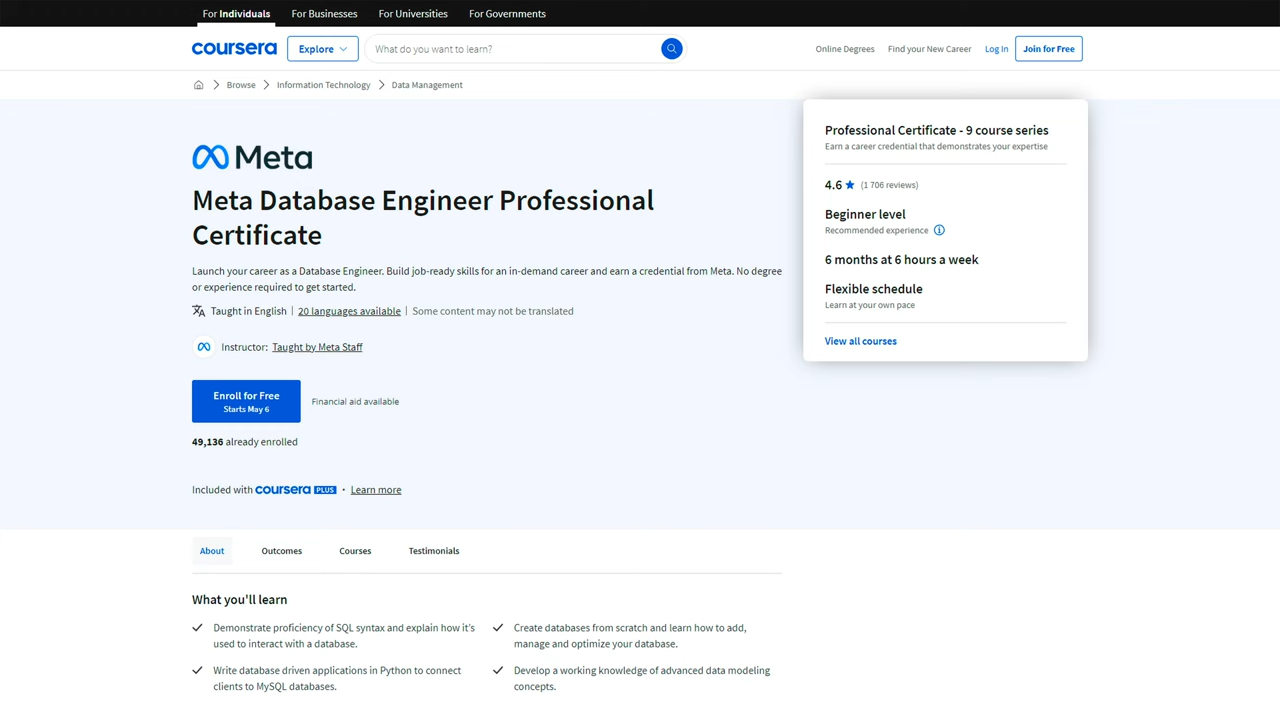 For Individuals For Businesses For Universities For Governments
coursera Explore What do you want to learn? Online Degrees Find your New Career Log In Join for Free
Browse Information Technology Data Management
Meta
Meta Database Engineer Professional
Certificate
Launch your career as a Database Engineer. Build job-ready skills for an in-demand career and earn a credential from Meta. No degree
or experience required to get started.
Taught in English | 20 languages available | Some content may not be translated
Instructor: Taught by Meta Staff
Enroll for Free
Starts May 6
Financial aid available
49,136 already enrolled
Included with coursera PLUS · Learn more
Professional Certificate - 9 course series
Earn a career credential that demonstrates your expertise
4.6 (1 706 reviews)
Beginner level
Recommended experience
6 months at 6 hours a week
Flexible schedule
Learn at your own pace
View all courses
About Outcomes Courses Testimonials
What you'll learn
Demonstrate proficiency of SQL syntax and explain how it's
used to interact with a database.
Create databases from scratch and learn how to add,
manage and optimize your database.
Write database driven applications in Python to connect
clients to MySQL databases.
Develop a working knowledge of advanced data modeling
concepts.